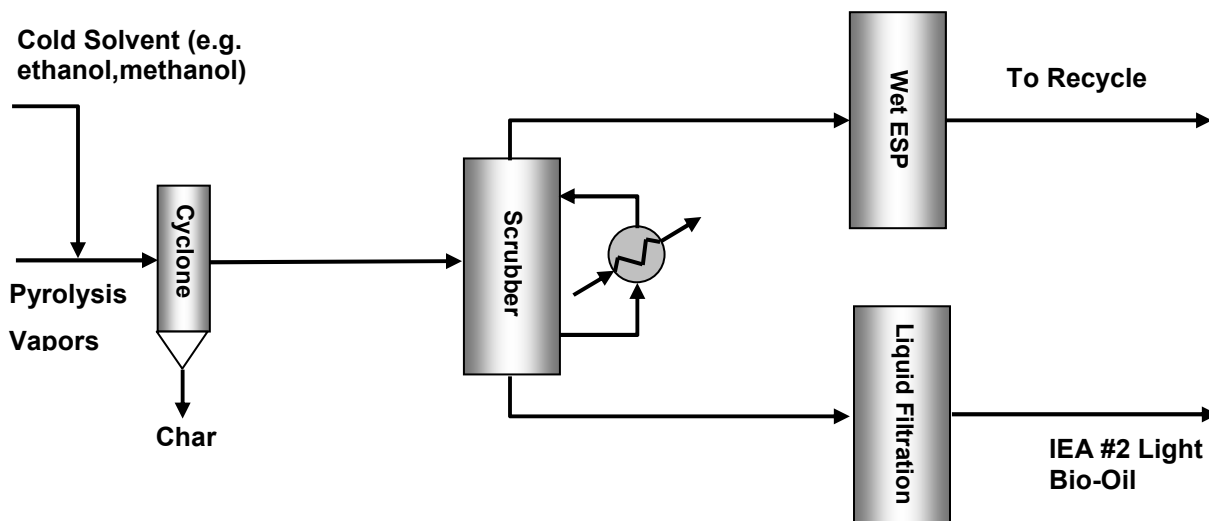 Cold Solvent (e.g.
ethanol,methanol)
Pyrolysis
Vapors
Cyclone
Char
Scrubber
Wet ESP
To Recycle
Liquid Filtration
IEA #2 Light
Bio-Oil